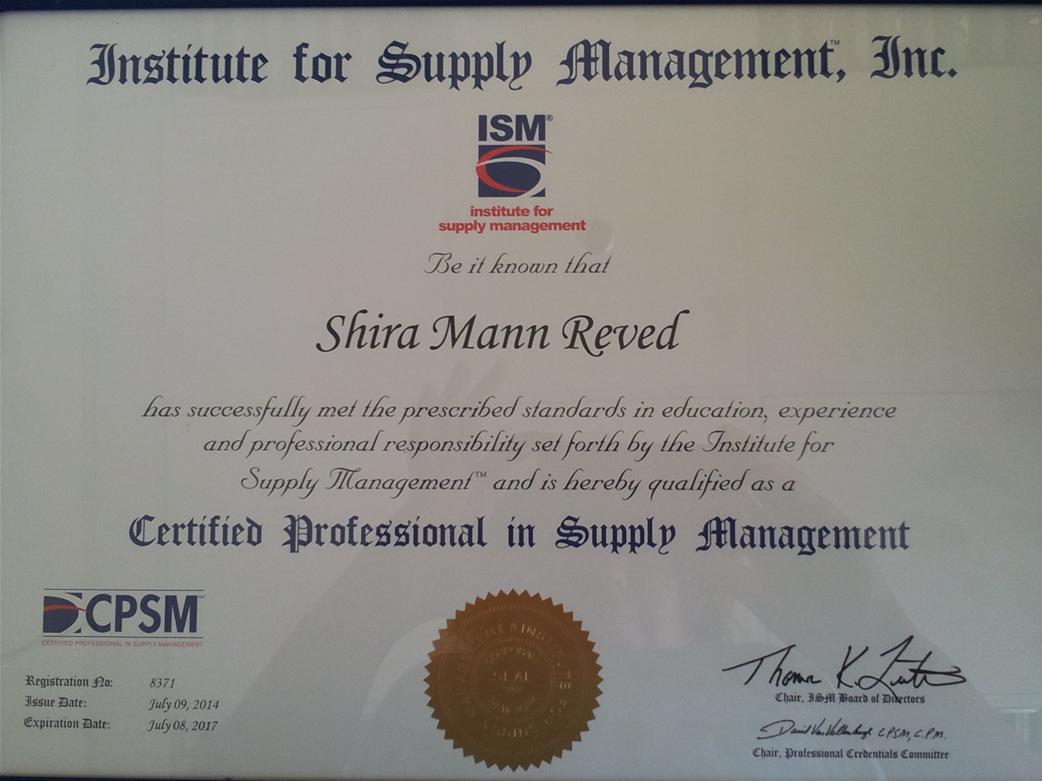 Institute for Supply Management™, Inc.
ISM®
institute for
supply management
Be it known that
Shira Mann Reved
has successfully met the prescribed standards in education, experience
and professional responsibility set forth by the Institute for
Supply Management™ and is hereby qualified as a
Certified Professional in Supply Management
CPSM™
CERTIFIED PROFESSIONAL IN SUPPLY MANAGEMENT
Registration No: 8371
Issue Date: July 09, 2014
Expiration Date: July 08, 2017
SEAL
Thomas K
Chair, ISM Board of Directors
David CPSM, C.P.M.
Chair, Professional Credentials Committee